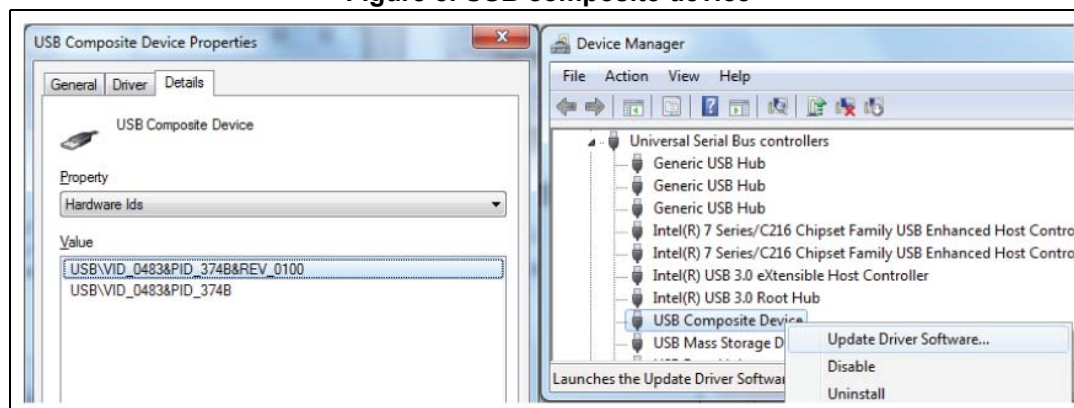 Figure 3. USB composite device
USB Composite Device Properties
General Driver Details
USB Composite Device
Property
Hardware Ids
Value
USB\VID_0483&PID_374B&REV_0100
USB\VID_0483&PID_374B
Device Manager
File Action View Help
Universal Serial Bus controllers
Generic USB Hub
Generic USB Hub
Generic USB Hub
Intel(R) 7 Series/C216 Chipset Family USB Enhanced Host Contro
Intel(R) 7 Series/C216 Chipset Family USB Enhanced Host Contro
Intel(R) USB 3.0 eXtensible Host Controller
Intel(R) USB 3.0 Root Hub
USB Composite Device
USB Mass Storage D
Launches the Update Driver Softwar
Update Driver Software...
Disable
Uninstall